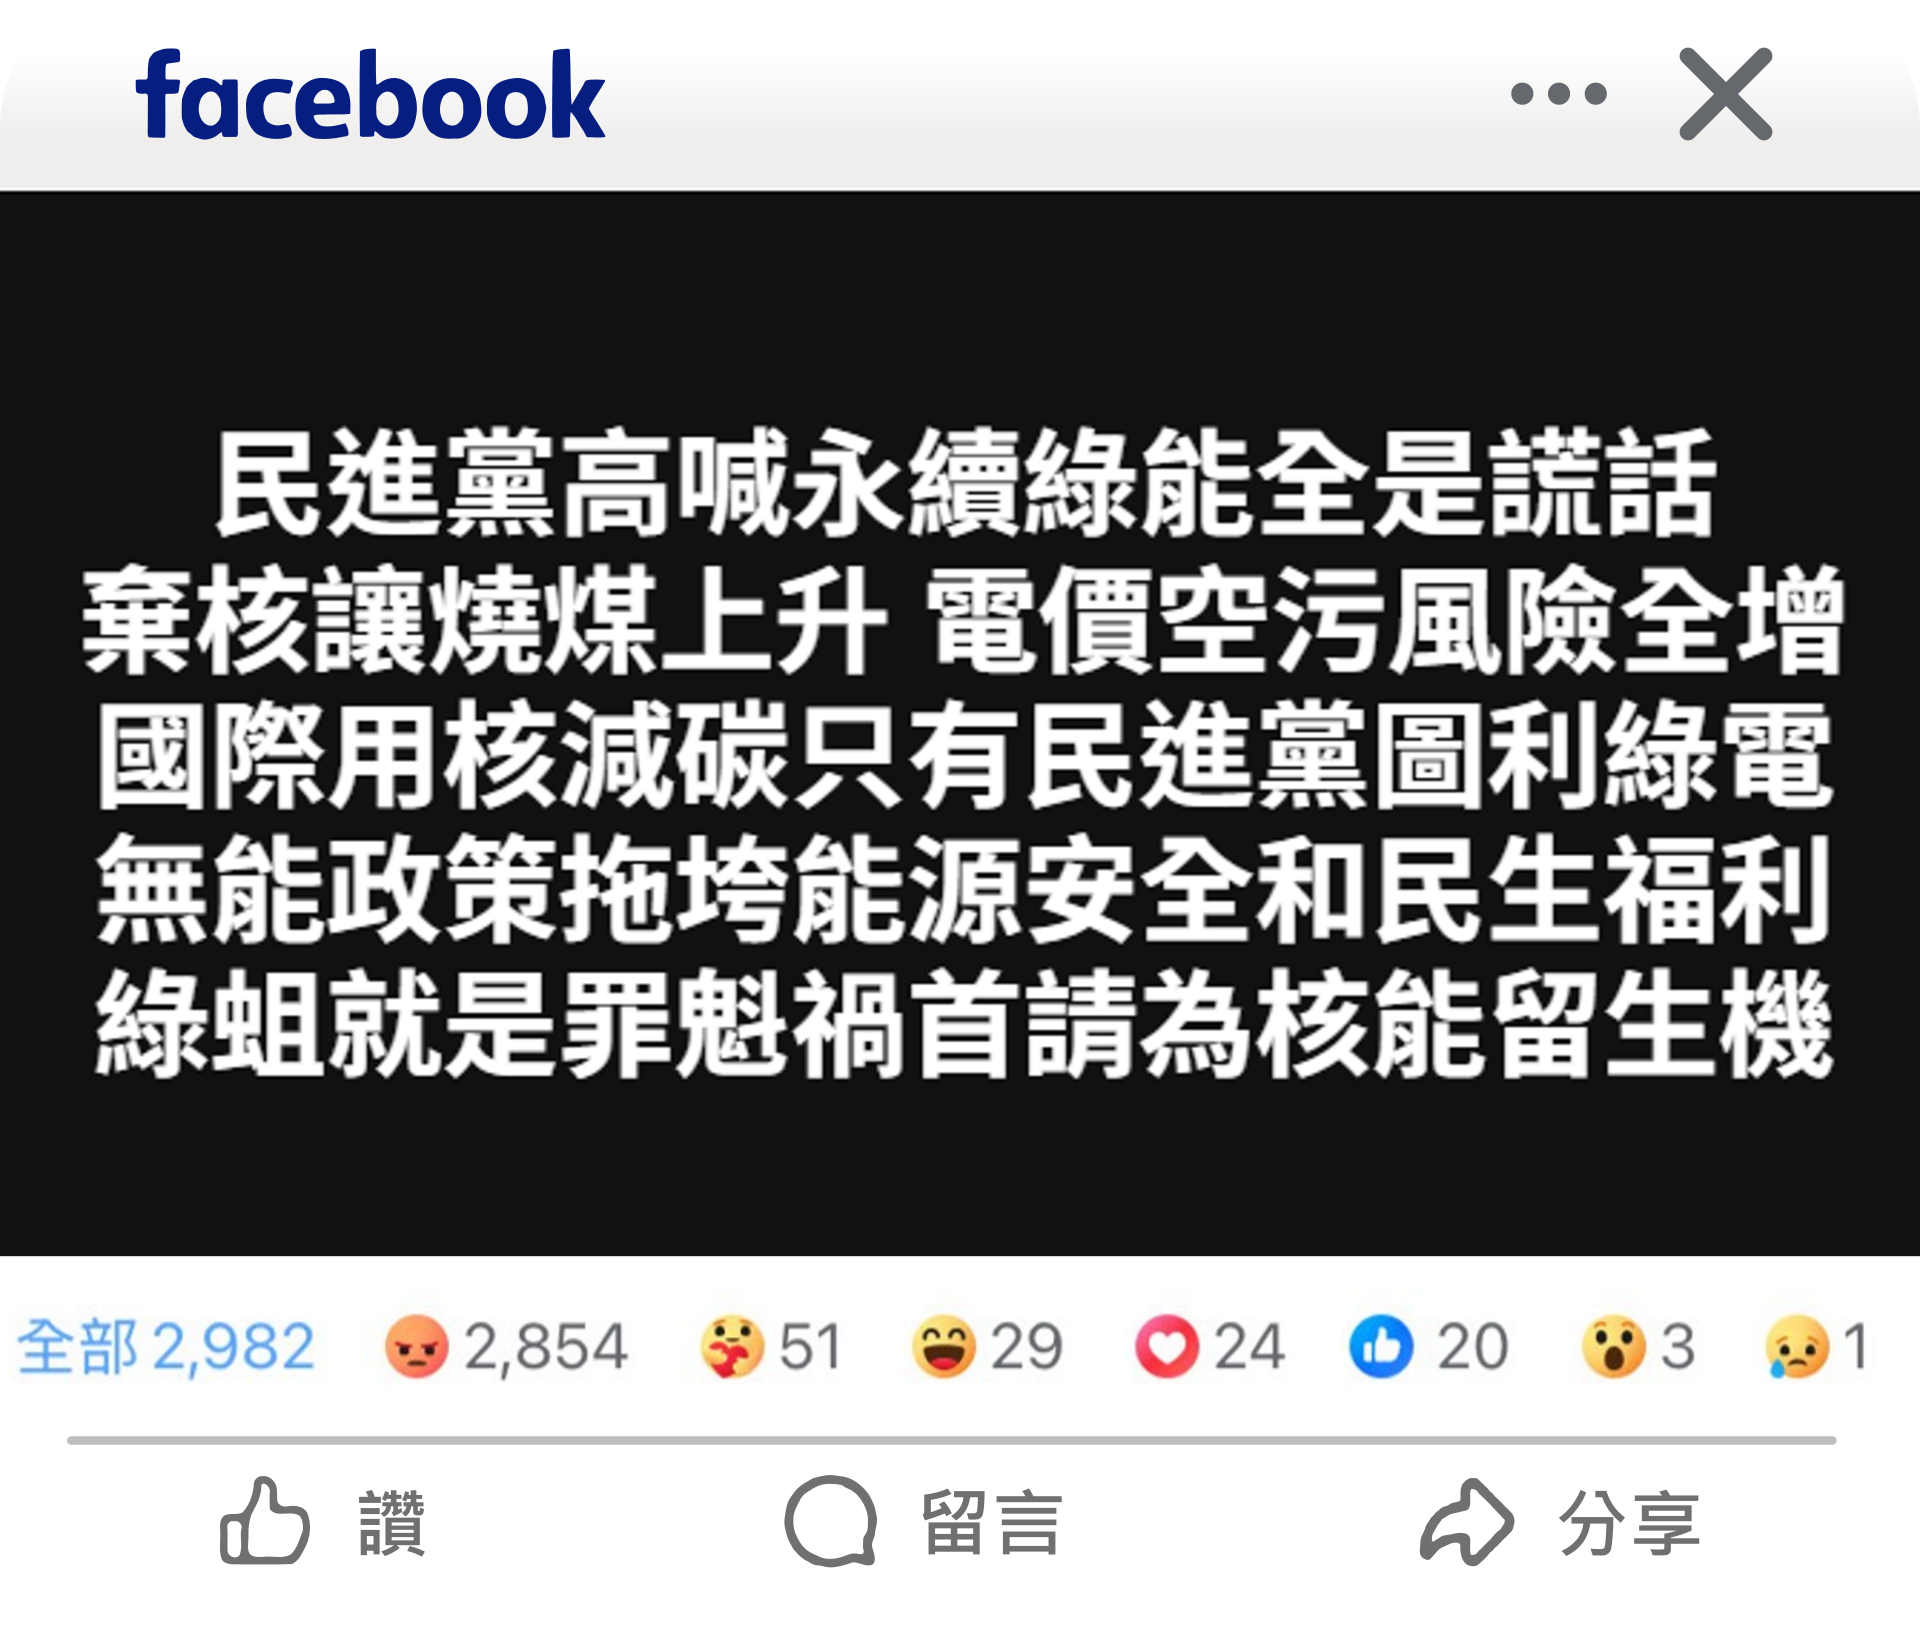 facebook
民進黨高喊永續綠能全是謊話
棄核讓燒煤上升 電價空污風險全增
國際用核減碳只有民進黨圖利綠電
無能政策拖垮能源安全和民生福利
綠蛆就是罪魁禍首請為核能留生機
全部 2,982 2,854 51 29 24 20 3 1
讚 留言 分享